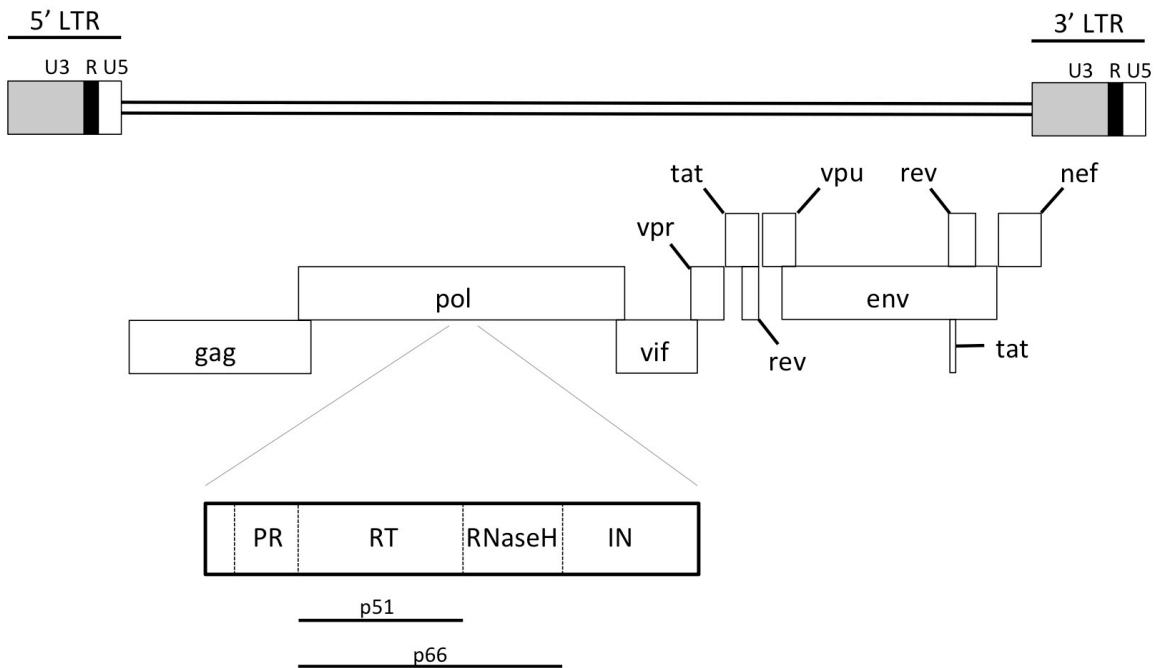 5’ LTR
3’ LTR
U3 R U5
U3 R U5
tat
vpu
rev
nef
vpr
pol
env
gag
vif
rev
tat
PR RT RNaseH IN
p51
p66